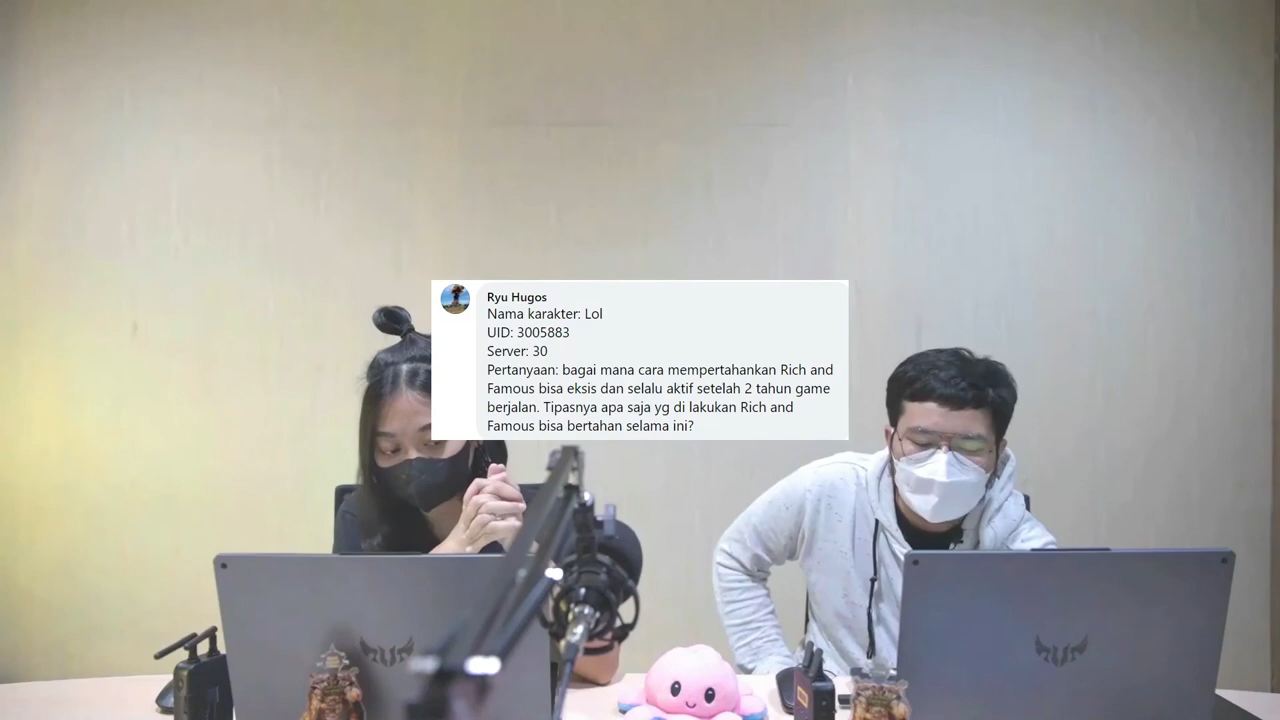 Ryu Hugos
Nama karakter: Lol
UID: 3005883
Server: 30
Pertanyaan: bagai mana cara mempertahankan Rich and
Famous bisa eksis dan selalu aktif setelah 2 tahun game
berjalan. Tipasnya apa saja yg di lakukan Rich and
Famous bisa bertahan selama ini?
TUF
TUF